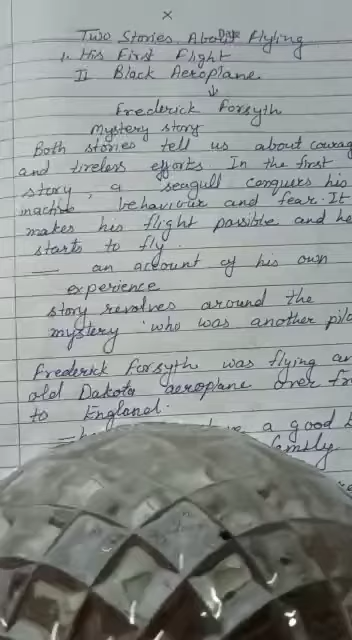 x
Two Stories About Flying
I. His First Flight
II Black Aeroplane
↓
Frederick Forsyth
Mystery story
Both stories tell us about courag
and tireless efforts In the first
story, a seagull conquers his
inactive behaviour and fear. It
makes his flight possible and he
starts to fly.
— an account of his own
experience
story revolves around the
mystery 'who was another pilo
Frederick Forsyth was flying an
old Dakota aeroplane over Fr
to England.
a good b
family